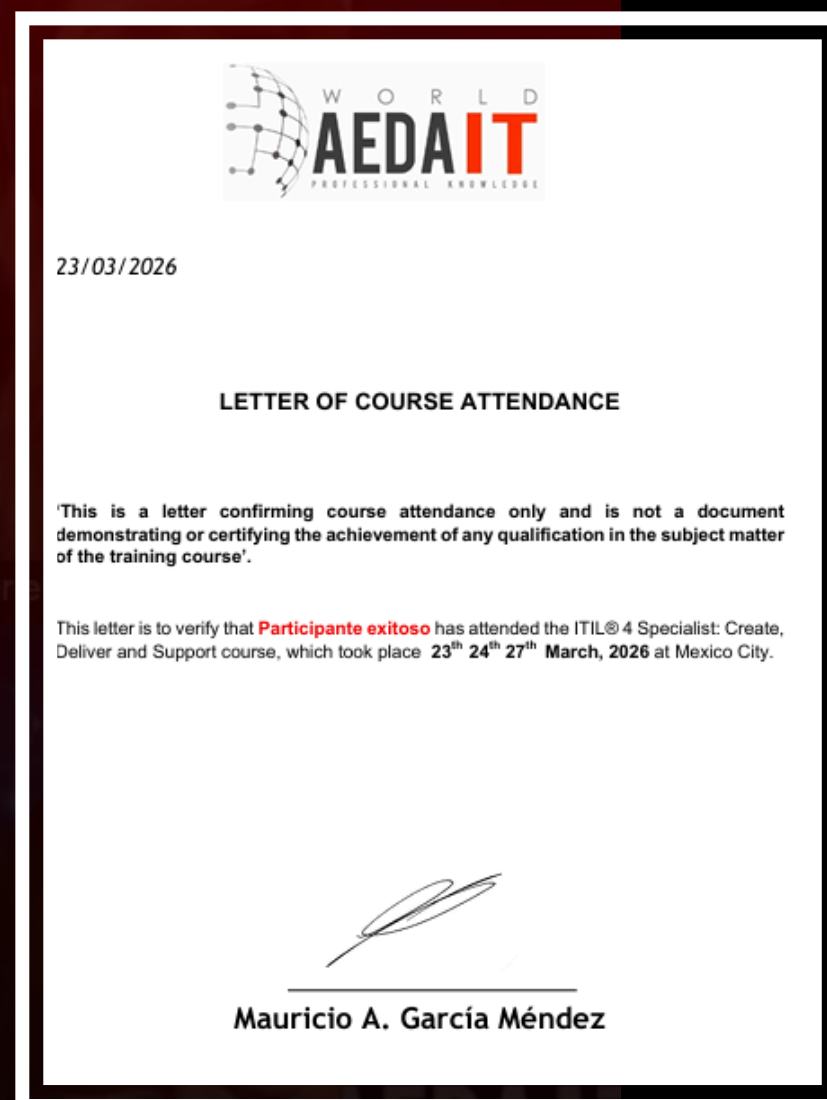 WORLD
AEDAIT
PROFESSIONAL KNOWLEDGE
23/03/2026
LETTER OF COURSE ATTENDANCE
'This is a letter confirming course attendance only and is not a document
demonstrating or certifying the achievement of any qualification in the subject matter
of the training course'.
This letter is to verify that Participante exitoso has attended the ITIL® 4 Specialist: Create,
Deliver and Support course, which took place 23th 24th 27th March, 2026 at Mexico City.
Mauricio A. García Méndez